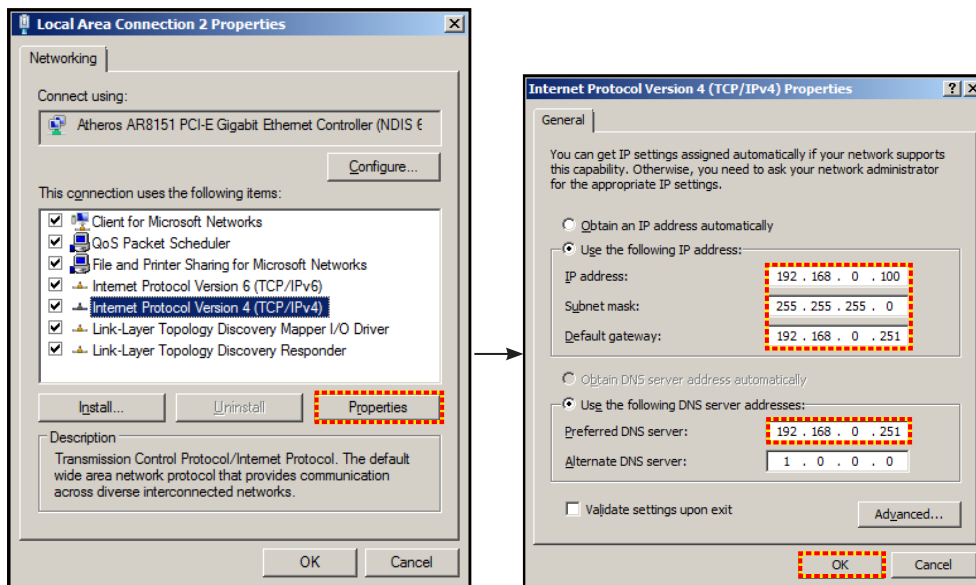 Local Area Connection 2 Properties
Networking
Connect using:
Atheros AR8151 PCI-E Gigabit Ethernet Controller (NDIS 6
Configure...
This connection uses the following items:
Client for Microsoft Networks
QoS Packet Scheduler
File and Printer Sharing for Microsoft Networks
Internet Protocol Version 6 (TCP/IPv6)
Internet Protocol Version 4 (TCP/IPv4)
Link-Layer Topology Discovery Mapper I/O Driver
Link-Layer Topology Discovery Responder
Install...
Uninstall
Properties
Description
Transmission Control Protocol/Internet Protocol. The default
wide area network protocol that provides communication
across diverse interconnected networks.
OK
Cancel
Internet Protocol Version 4 (TCP/IPv4) Properties
General
You can get IP settings assigned automatically if your network supports
this capability. Otherwise, you need to ask your network administrator
for the appropriate IP settings.
Obtain an IP address automatically
Use the following IP address:
IP address: 192 . 168 . 0 . 100
Subnet mask: 255 . 255 . 255 . 0
Default gateway: 192 . 168 . 0 . 251
Obtain DNS server address automatically
Use the following DNS server addresses:
Preferred DNS server: 192 . 168 . 0 . 251
Alternate DNS server: 1 . 0 . 0 . 0
Validate settings upon exit
Advanced...
OK
Cancel